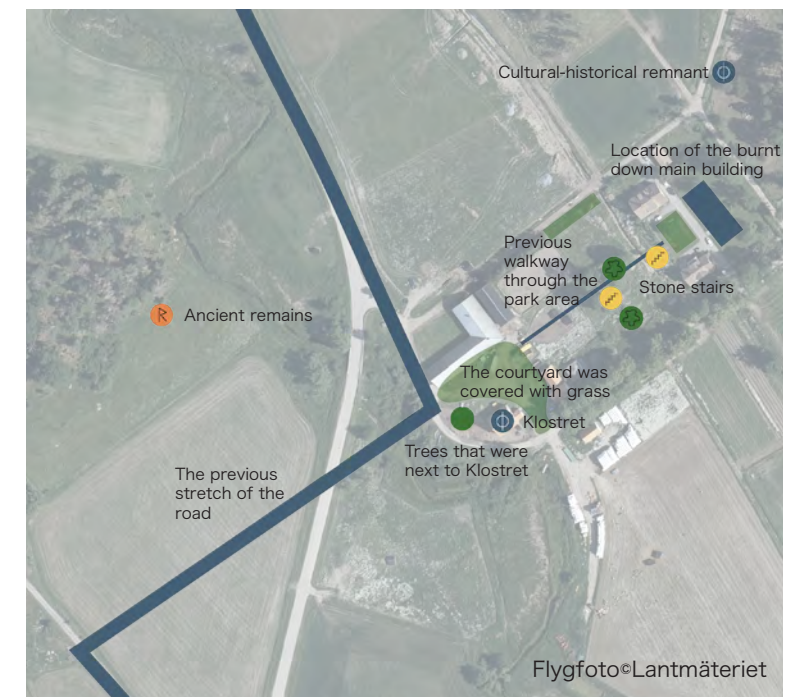 Cultural-historical remnant
Location of the burnt
down main building
Previous
walkway
through the
park area
Stone stairs
Ancient remains
The courtyard was
covered with grass
Klostret
Trees that were
next to Klostret
The previous
stretch of the
road
Flygfoto©Lantmäteriet